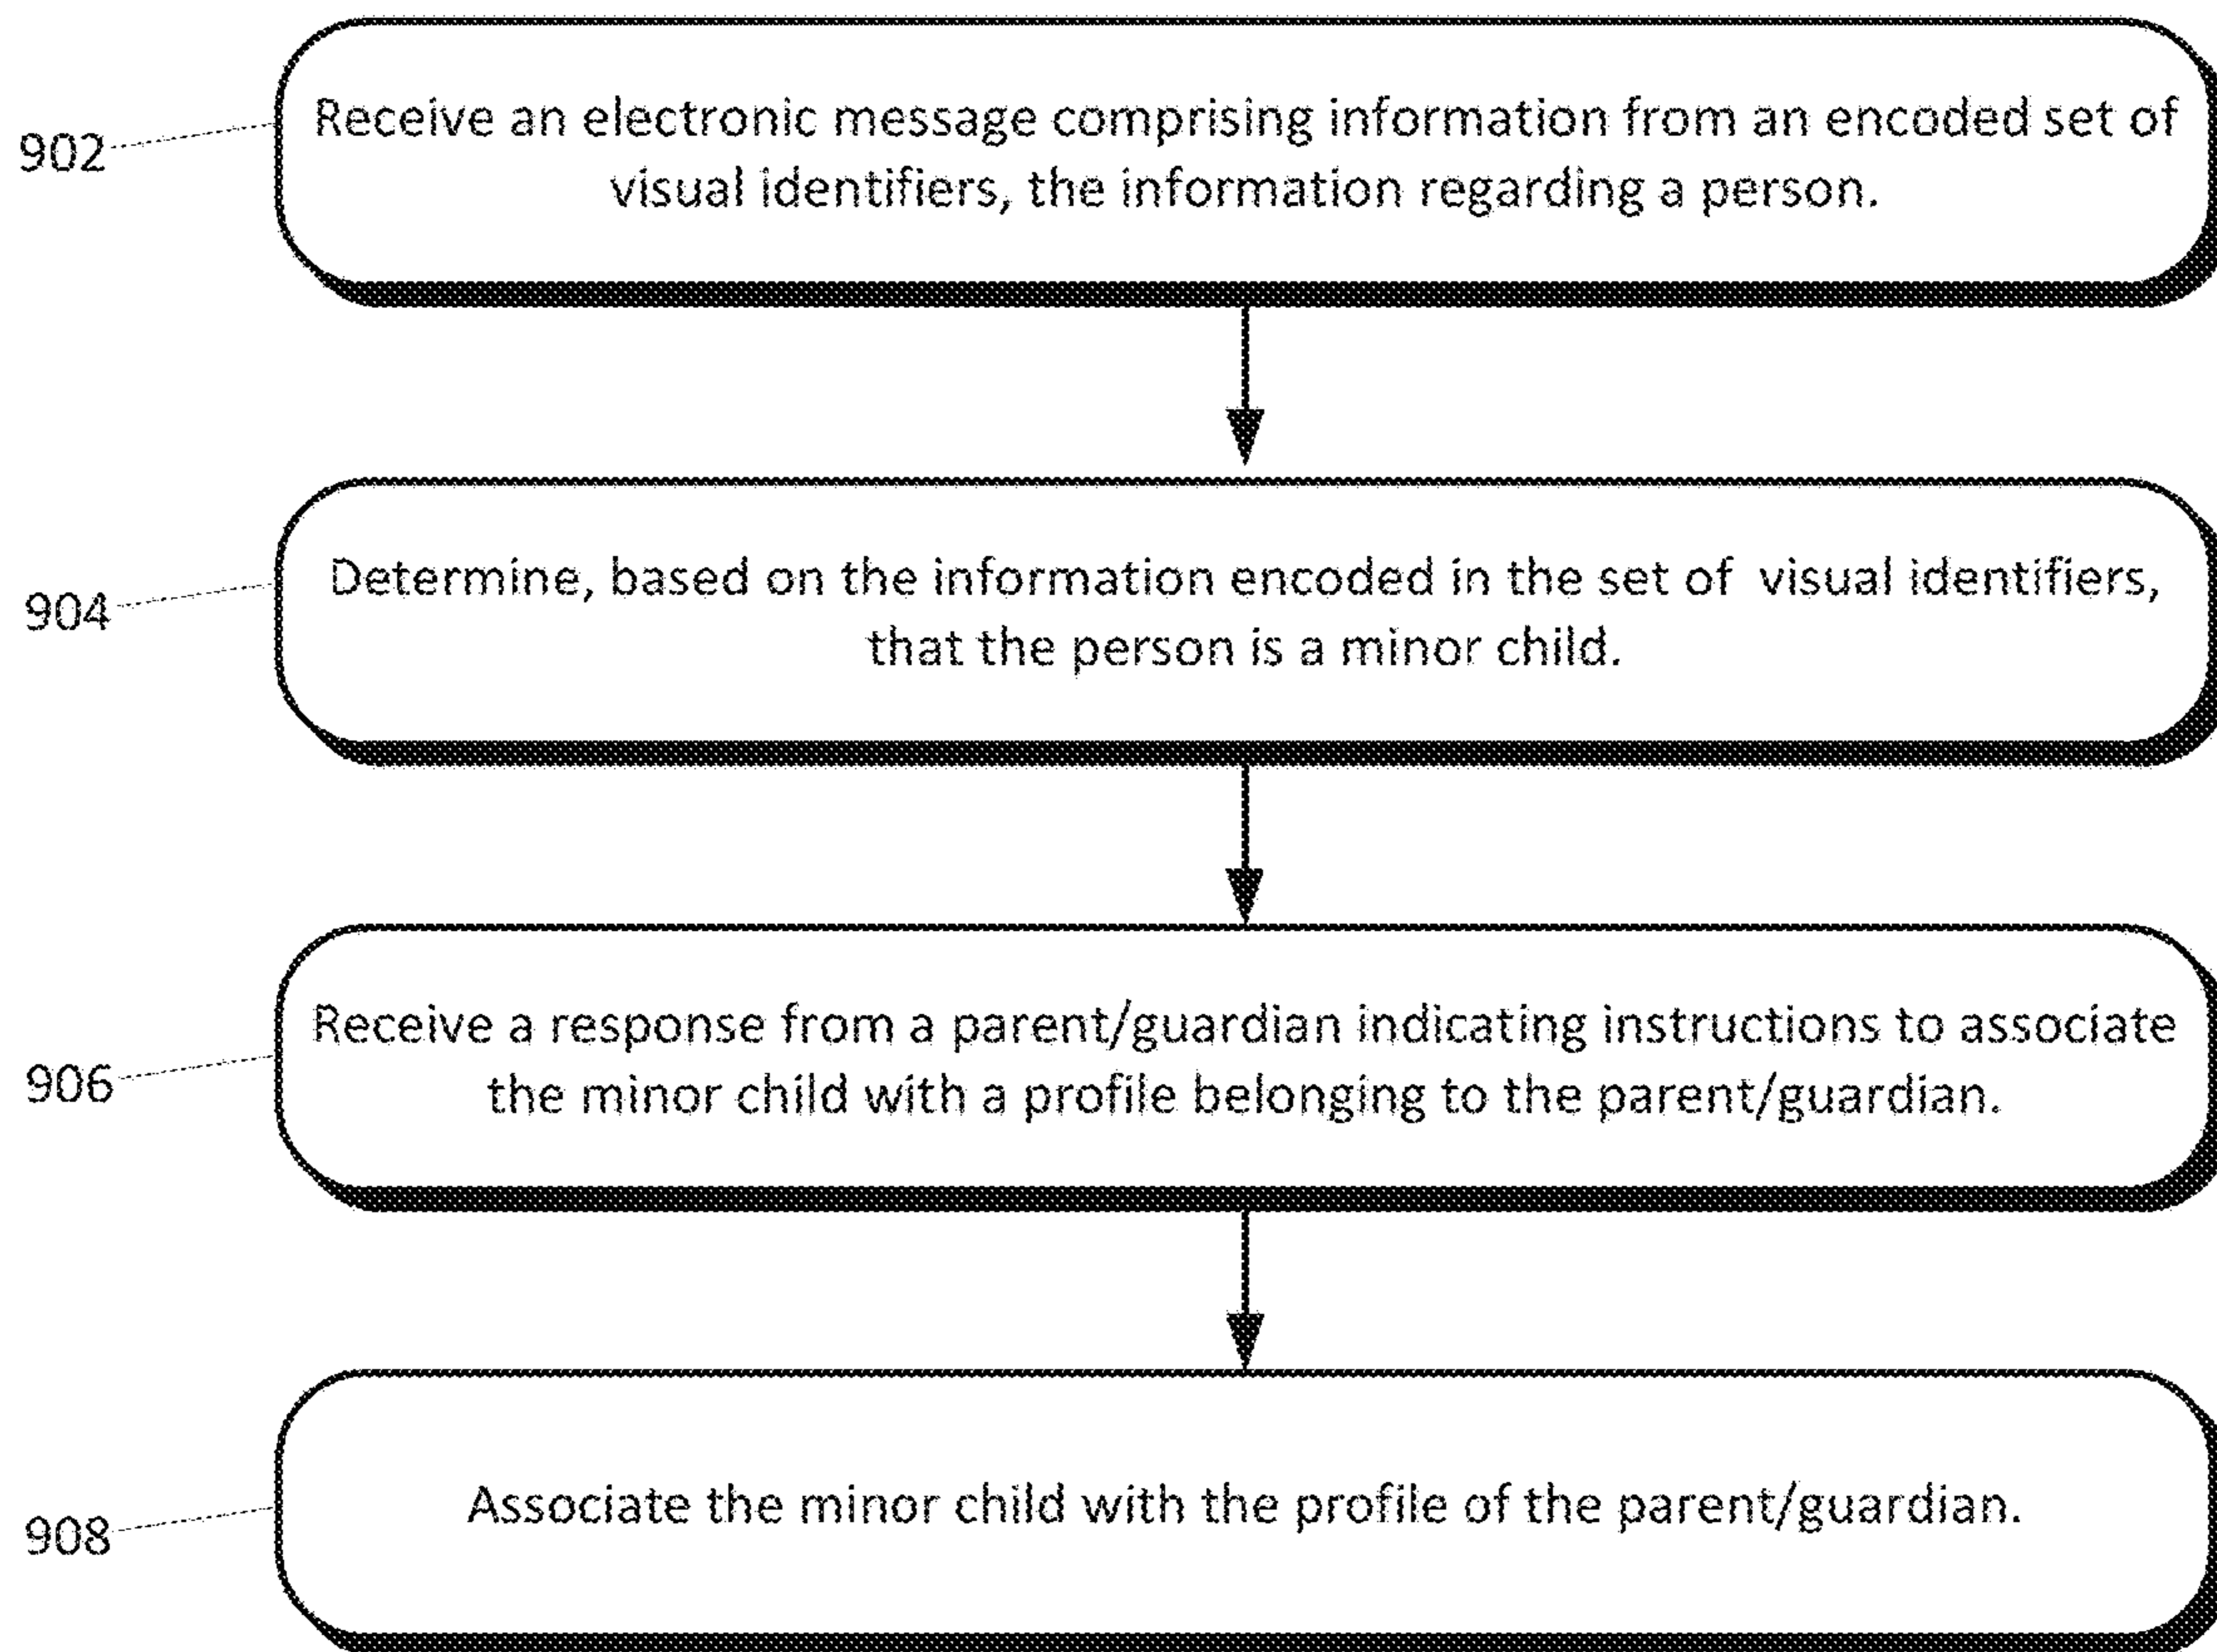 902
Receive an electronic message comprising information from an encoded set of
visual identifiers, the information regarding a person.
904
Determine, based on the information encoded in the set of visual identifiers,
that the person is a minor child.
906
Receive a response from a parent/guardian indicating instructions to associate
the minor child with a profile belonging to the parent/guardian.
908
Associate the minor child with the profile of the parent/guardian.